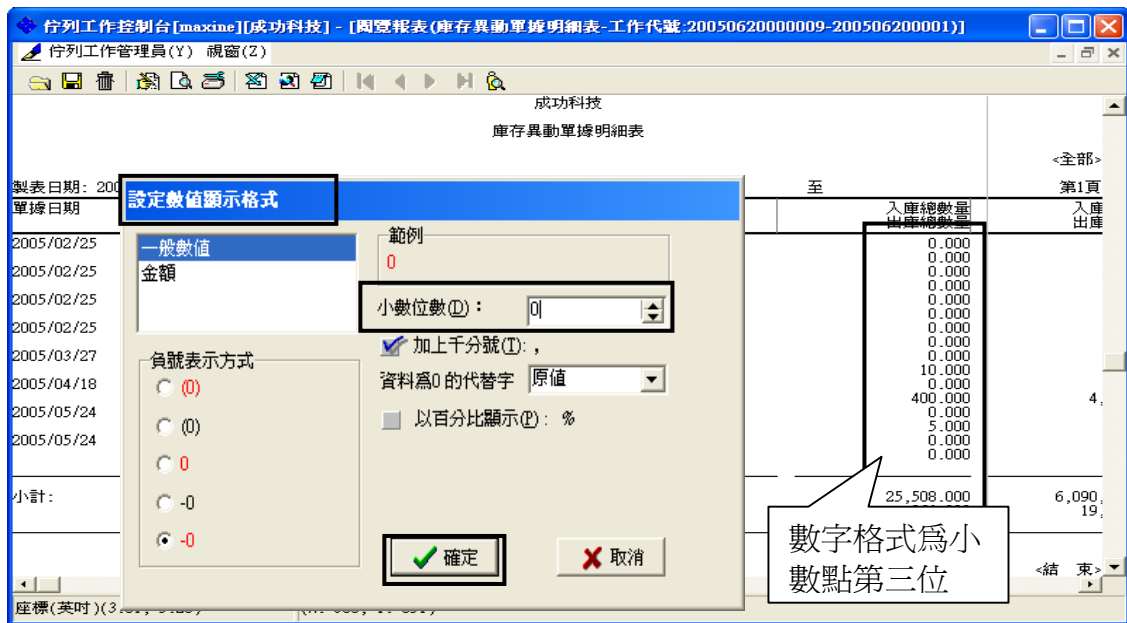 佇列工作控制台[maxine][成功科技] - [閱覽報表(庫存異動單據明細表-工作代號:20050620000009-200506200001)]
佇列工作管理員(Y) 視窗(Z)
成功科技
庫存異動單據明細表
<全部>
製表日期: 200
至
第1頁
單據日期
入庫總數量
入庫
出庫總數量
出庫
2005/02/25
2005/02/25
2005/02/25
2005/02/25
2005/03/27
2005/04/18
2005/05/24
2005/05/24
小計:
0.000
0.000
0.000
0.000
0.000
0.000
0.000
0.000
0.000
10.000
0.000
400.000
4,
0.000
5.000
0.000
0.000
25,508.000
6,090.
19,
<結 束>
設定數值顯示格式
一般數值
金額
範例
0
小數位數(D)：
0
加上千分號(T): ,
資料為0 的代替字
原值
以百分比顯示(P): %
負號表示方式
(0)
(0)
0
-0
-0
確定
取消
數字格式為小
數點第三位
座標(英吋)(3.